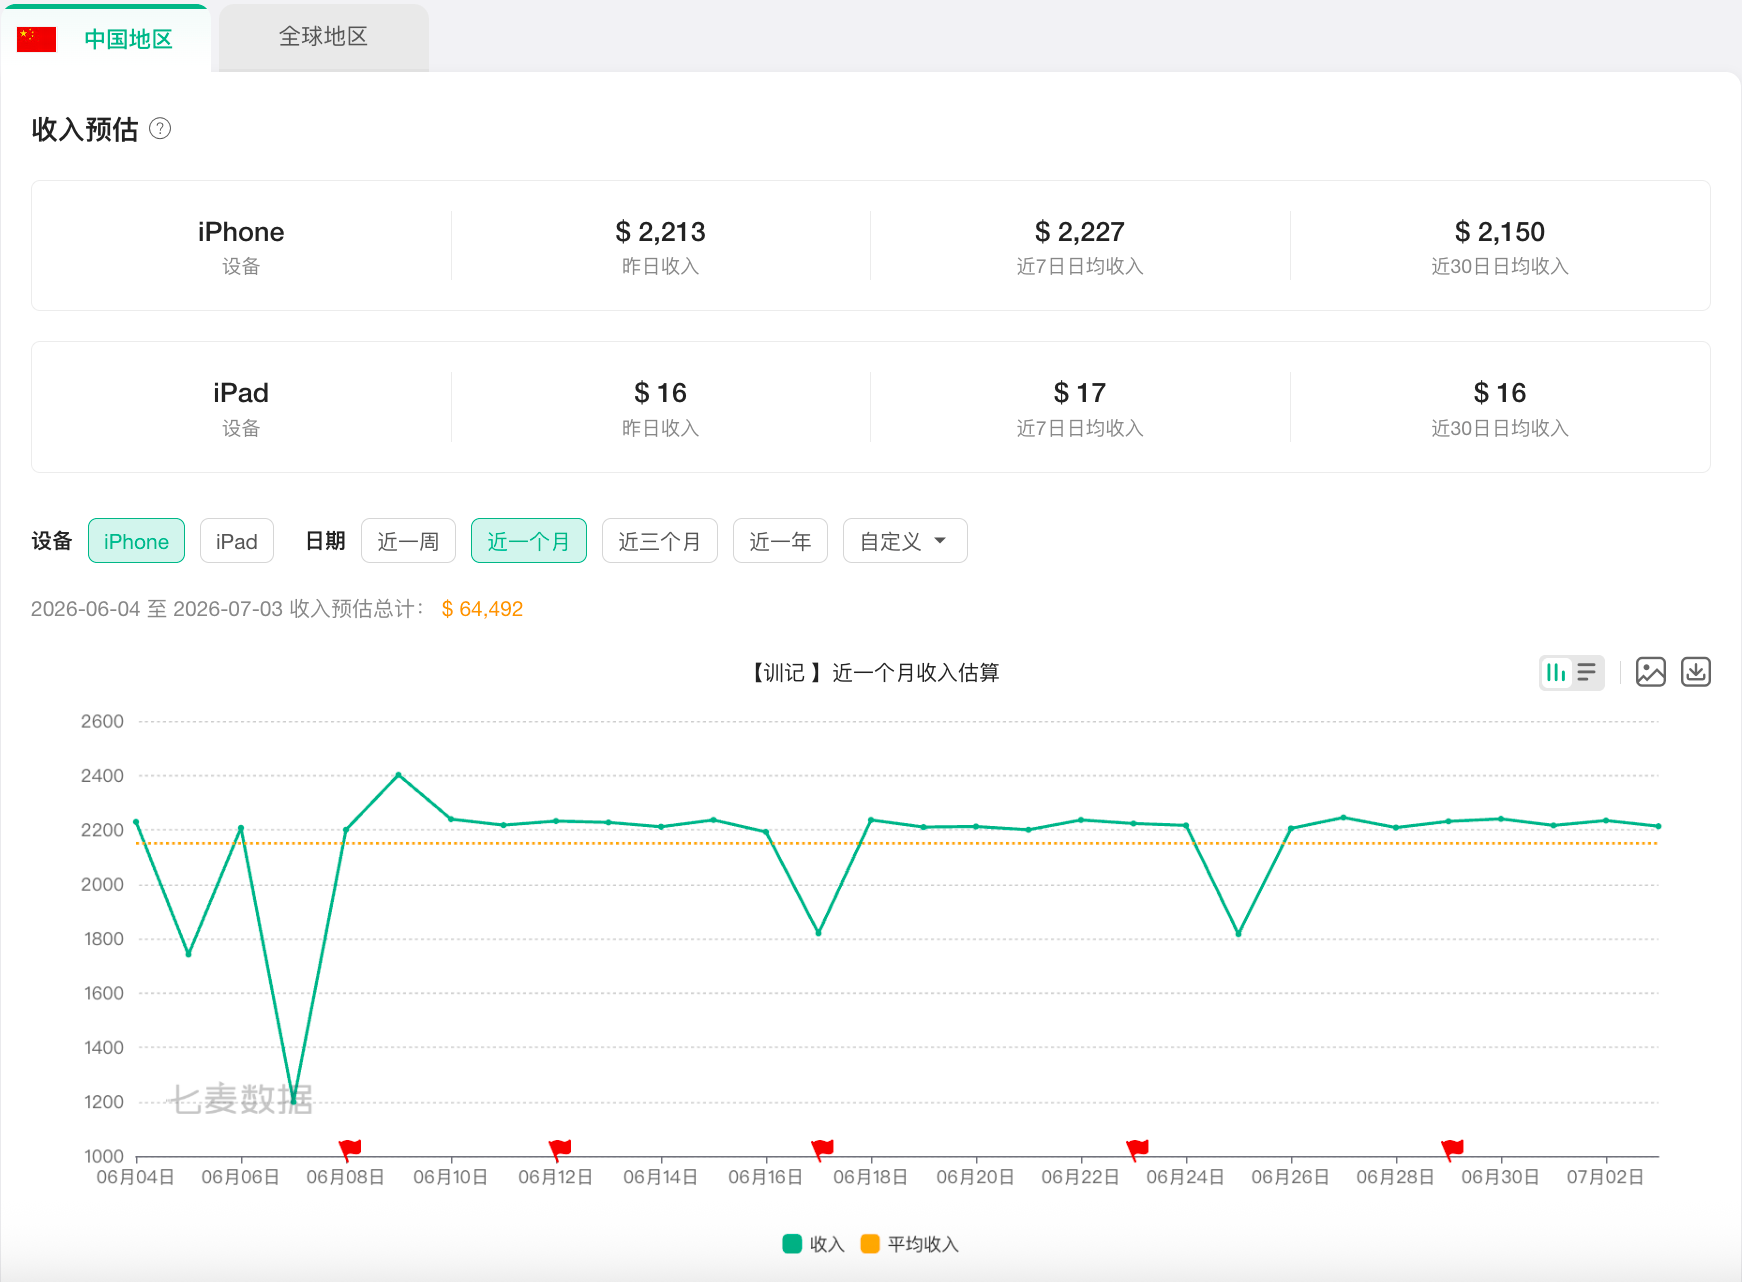 中国地区 全球地区
收入预估 ?
iPhone $ 2,213 $ 2,227 $ 2,150
设备 昨日收入 近7日日均收入 近30日日均收入
iPad $ 16 $ 17 $ 16
设备 昨日收入 近7日日均收入 近30日日均收入
设备 iPhone iPad 日期 近一周 近一个月 近三个月 近一年 自定义
2026-06-04 至 2026-07-03 收入预估总计： $ 64,492
【训记 】近一个月收入估算
2600
2400
2200
2000
1800
1600
1400
1200
七麦数据
1000
06月04日 06月06日 06月08日 06月10日 06月12日 06月14日 06月16日 06月18日 06月20日 06月22日 06月24日 06月26日 06月28日 06月30日 07月02日
收入 平均收入